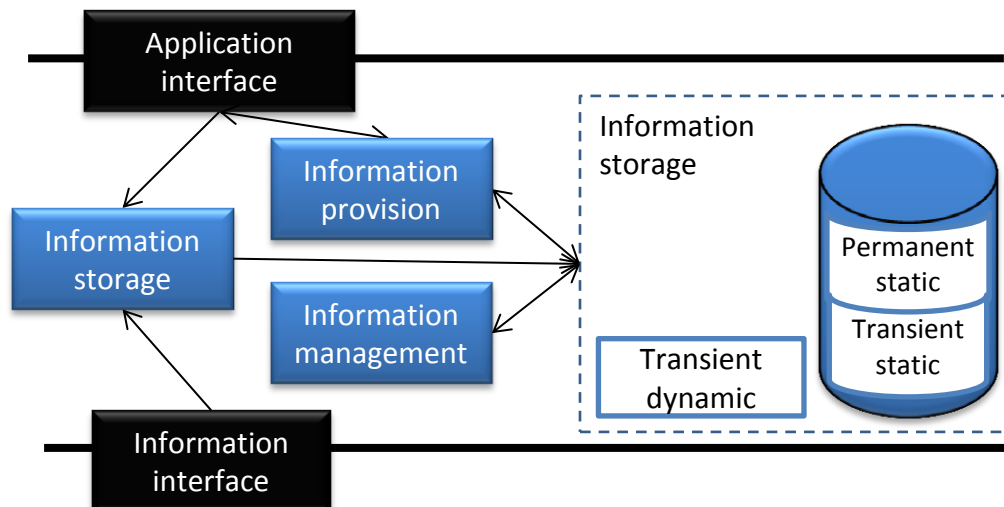 Application
interface
Information
provision
Information
storage
Information
management
Information
interface
Information
storage
Permanent
static
Transient
static
Transient
dynamic